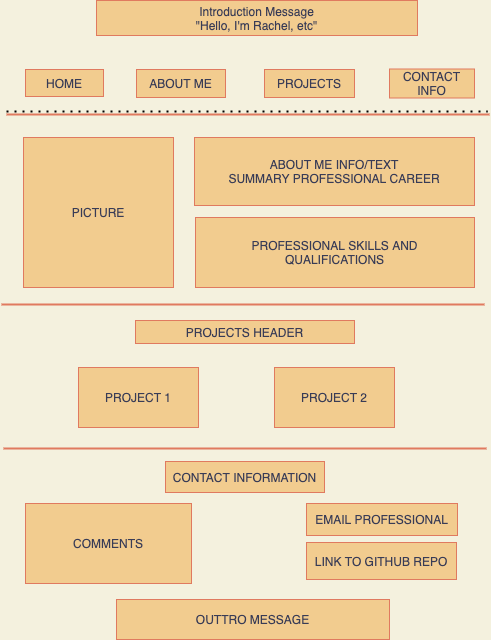 Introduction Message
"Hello, I'm Rachel, etc"
HOME
ABOUT ME
PROJECTS
CONTACT
INFO
PICTURE
ABOUT ME INFO/TEXT
SUMMARY PROFESSIONAL CAREER
PROFESSIONAL SKILLS AND
QUALIFICATIONS
PROJECTS HEADER
PROJECT 1
PROJECT 2
CONTACT INFORMATION
COMMENTS
EMAIL PROFESSIONAL
LINK TO GITHUB REPO
OUTTRO MESSAGE